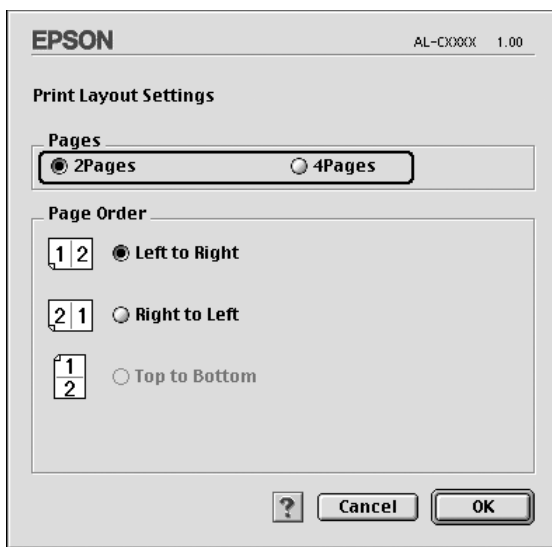 EPSON AL-CXXXX 1.00
Print Layout Settings
Pages
2Pages 4Pages
Page Order
1 2 Left to Right
2 1 Right to Left
1
2
Top to Bottom
? Cancel OK